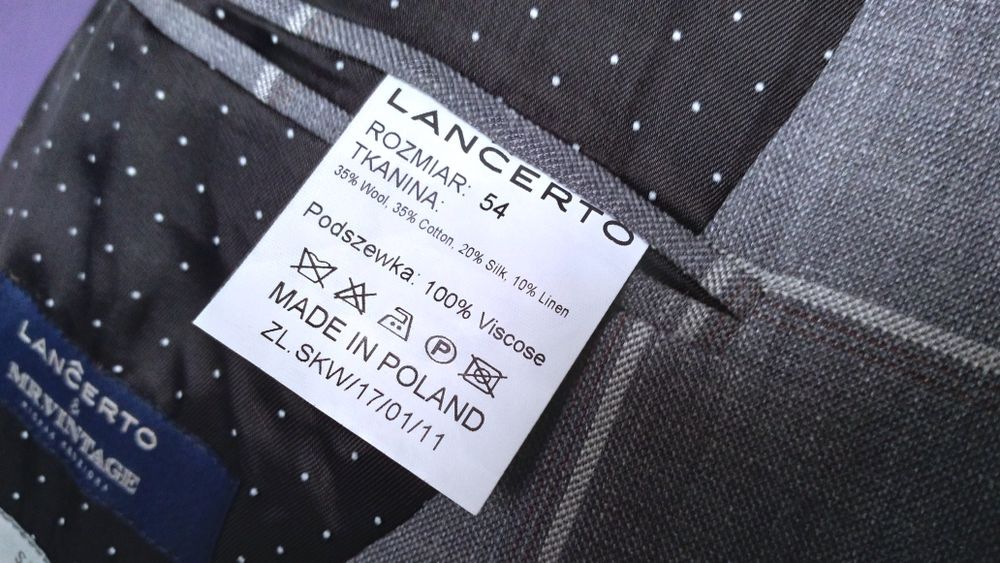 LANCERTO
ROZMIAR: 54
TKANINA:
35% Wool, 35% Cotton, 20% Silk, 10% Linen
Podszewka: 100% Viscose
P
MADE IN POLAND
ZL.SKW/17/01/11
LANCERTO
&
MR.VINTAGE